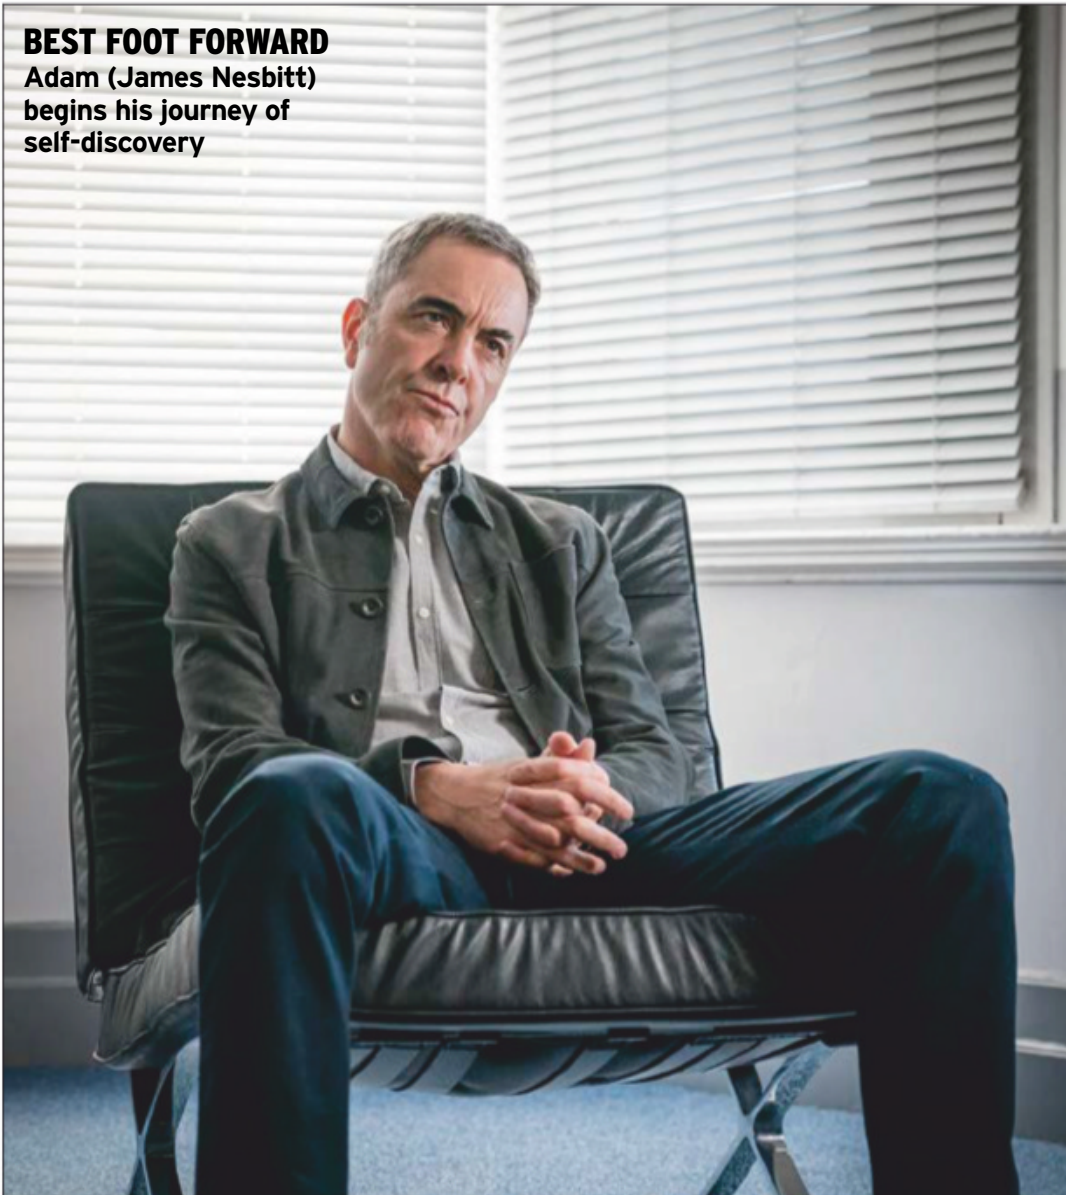 BEST FOOT FORWARD
Adam (James Nesbitt)
begins his journey of
self-discovery